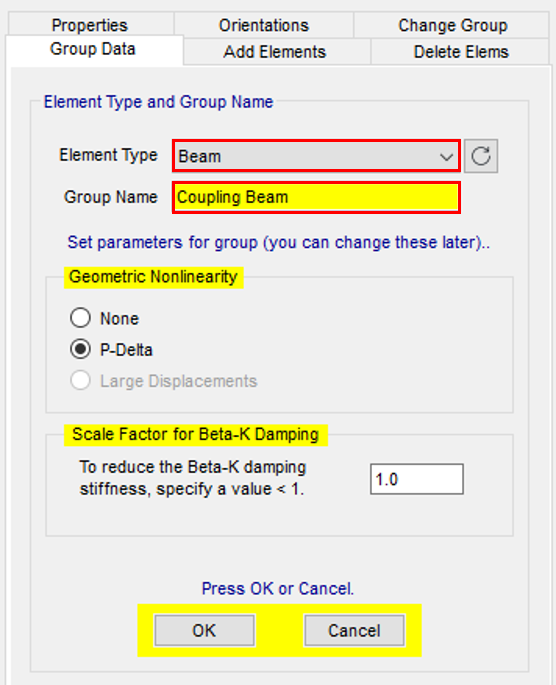 Properties Orientations Change Group
Group Data Add Elements Delete Elems
Element Type and Group Name
Element Type Beam
Group Name Coupling Beam
Set parameters for group (you can change these later)..
Geometric Nonlinearity
None
P-Delta
Large Displacements
Scale Factor for Beta-K Damping
To reduce the Beta-K damping
stiffness, specify a value < 1. 1.0
Press OK or Cancel.
OK Cancel